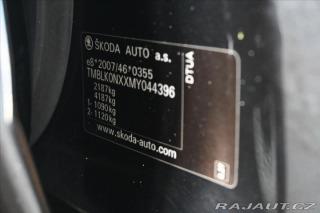 ŠKODA AUTO a.s.
e8*2007/46*0355
TMBLK0NXXMY044396
2187kg
4187kg
1- 1090kg
2- 1120kg
www.skoda-auto.com
DTUA
RAJAUT.CZ